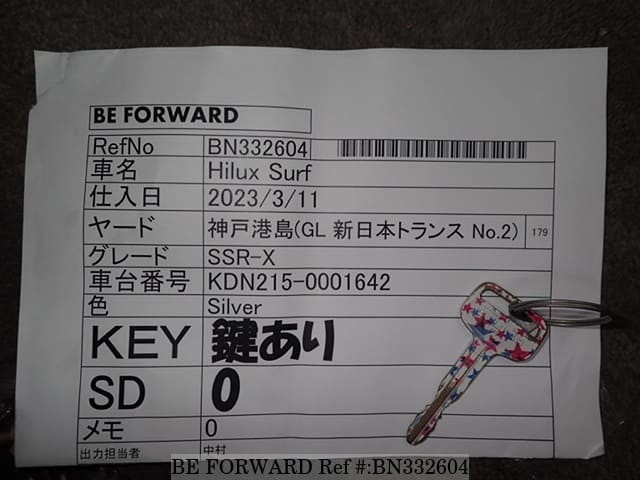 BE FORWARD
RefNo BN332604
車名 Hilux Surf
仕入日 2023/3/11
ヤード 神戸港島(GL 新日本トランス No.2) 179
グレード SSR-X
車台番号 KDN215-0001642
色 Silver
KEY 鍵あり
SD 0
メモ 0
出力担当者 中村
BE FORWARD Ref #:BN332604